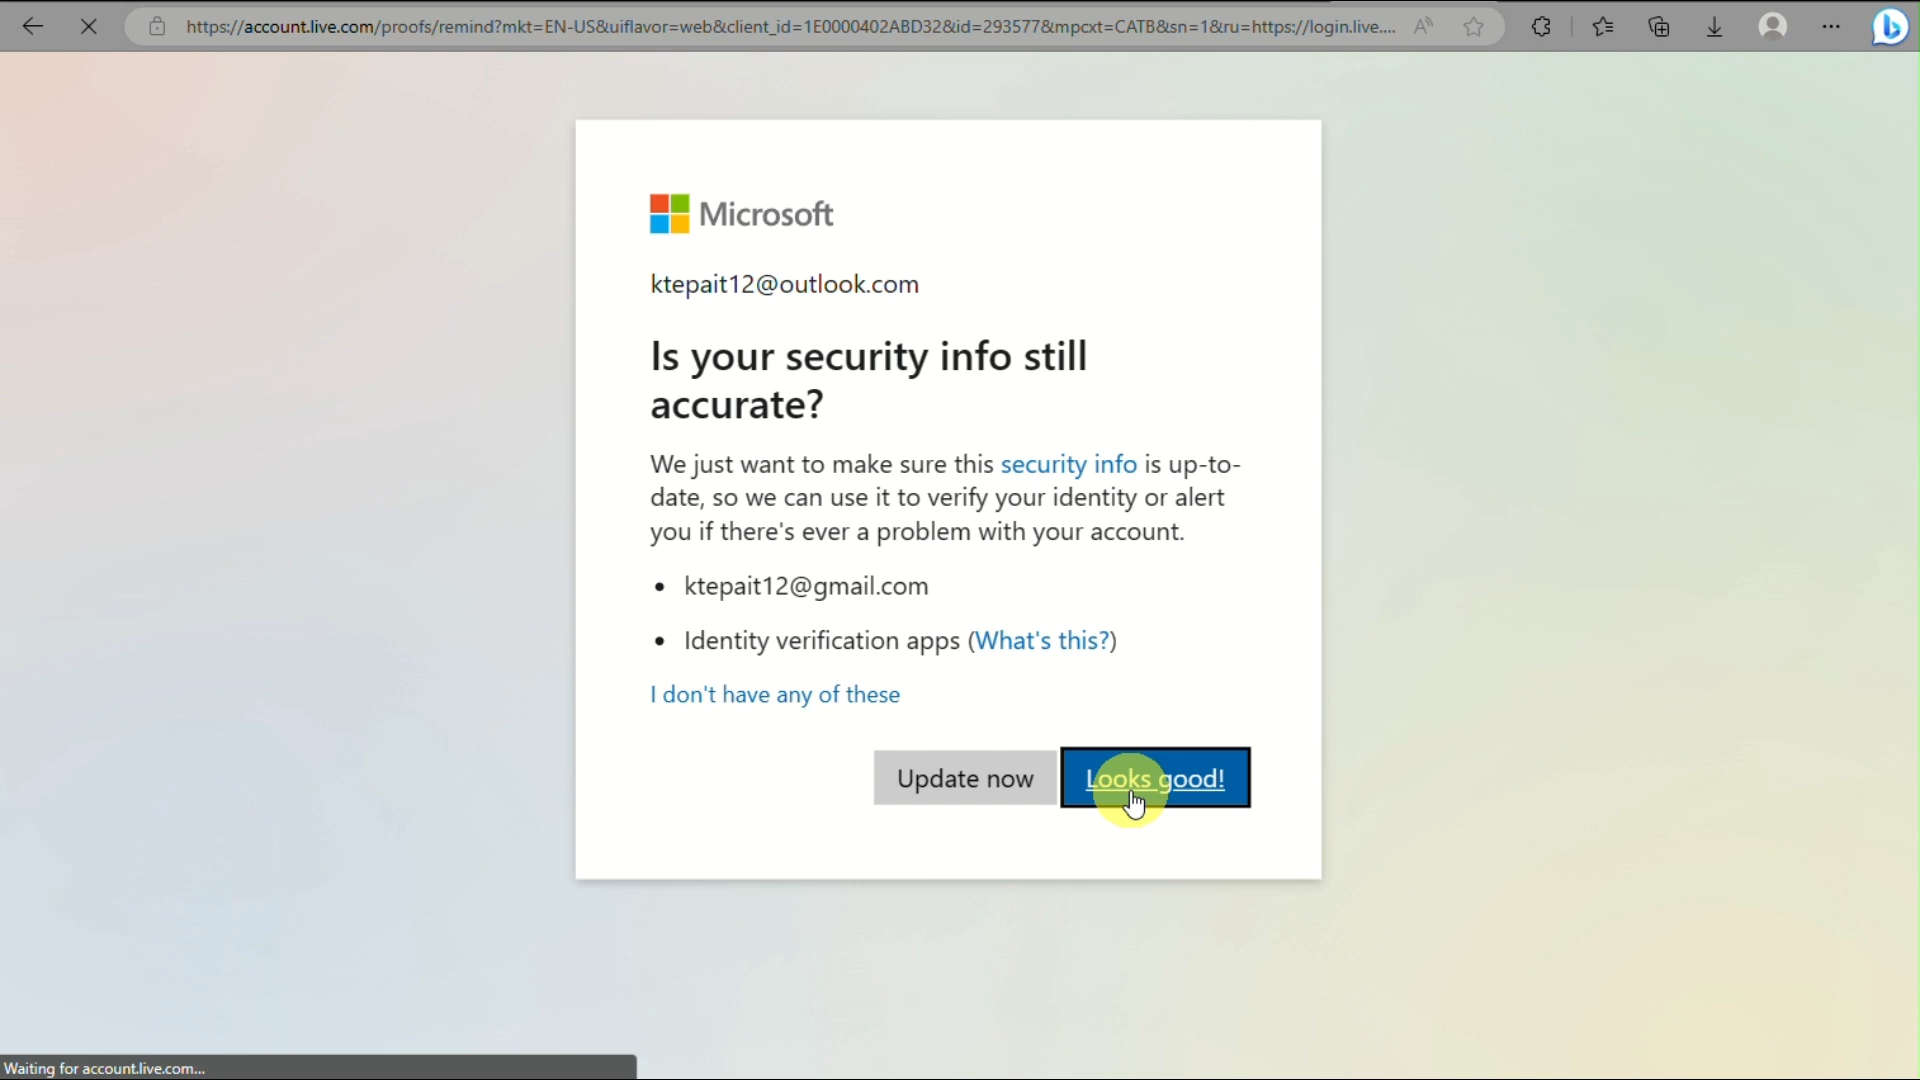 https://account.live.com/proofs/remind?mkt=EN-US&uiflavor=web&client_id=1E0000402ABD32&id=293577&mpcxt=CATB&sn=1&ru=https://login.live....
Microsoft
ktepait12@outlook.com
Is your security info still
accurate?
We just want to make sure this security info is up-to-
date, so we can use it to verify your identity or alert
you if there's ever a problem with your account.
• ktepait12@gmail.com
• Identity verification apps (What's this?)
I don't have any of these
Update now Looks good!
Waiting for account.live.com...